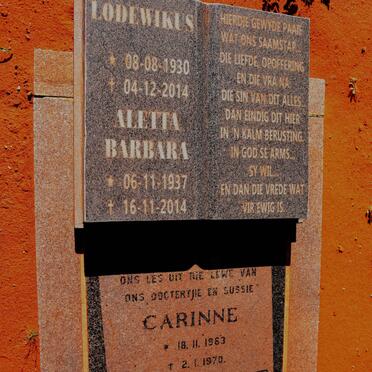 LODEWIKUS
* 08-08-1930
† 04-12-2014
ALETTA
BARBARA
* 06-11-1937
† 16-11-2014
HIERDIE GEWYDE PAAIE
WAT ONS SAAMSTAP...
DIE LIEFDE, OPOFFERING
EN DIE VRA NA
DIE SIN VAN DIT ALLES.
DAN EINDIG DIT HIER
IN 'N KALM BERUSTING.
IN GOD SE ARMS...
SY WIL...
EN DAN DIE VREDE WAT
VIR EWIG IS.
ONS LES UIT DIE LEWE VAN
ONS DOGTERTJIE EN SUSSIE
CARINNE
* 18.11.1963
† 2.1.1970.